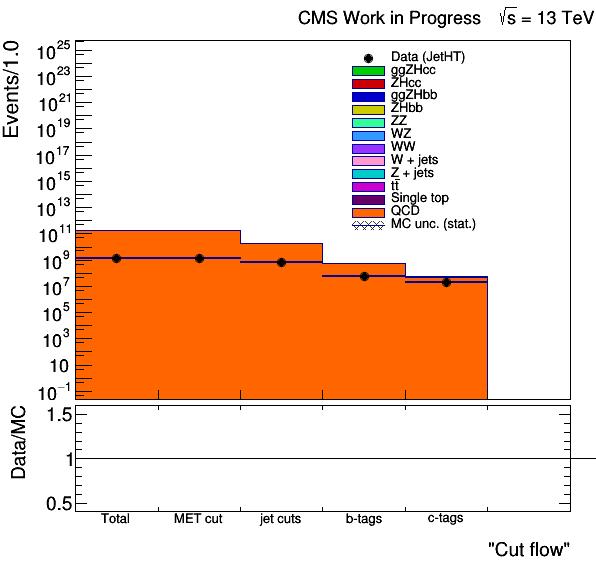 CMS Work in Progress √s = 13 TeV
Events/1.0
10^25
10^23
10^21
10^19
10^17
10^15
10^13
10^11
10^9
10^7
10^5
10^3
10
10^−1
Data (JetHT)
ggZHcc
ZHcc
ggZHbb
ZHbb
ZZ
WZ
WW
W + jets
Z + jets
tt̄
Single top
QCD
MC unc. (stat.)
Data/MC
1.5
1
0.5
Total MET cut jet cuts b-tags c-tags
"Cut flow"